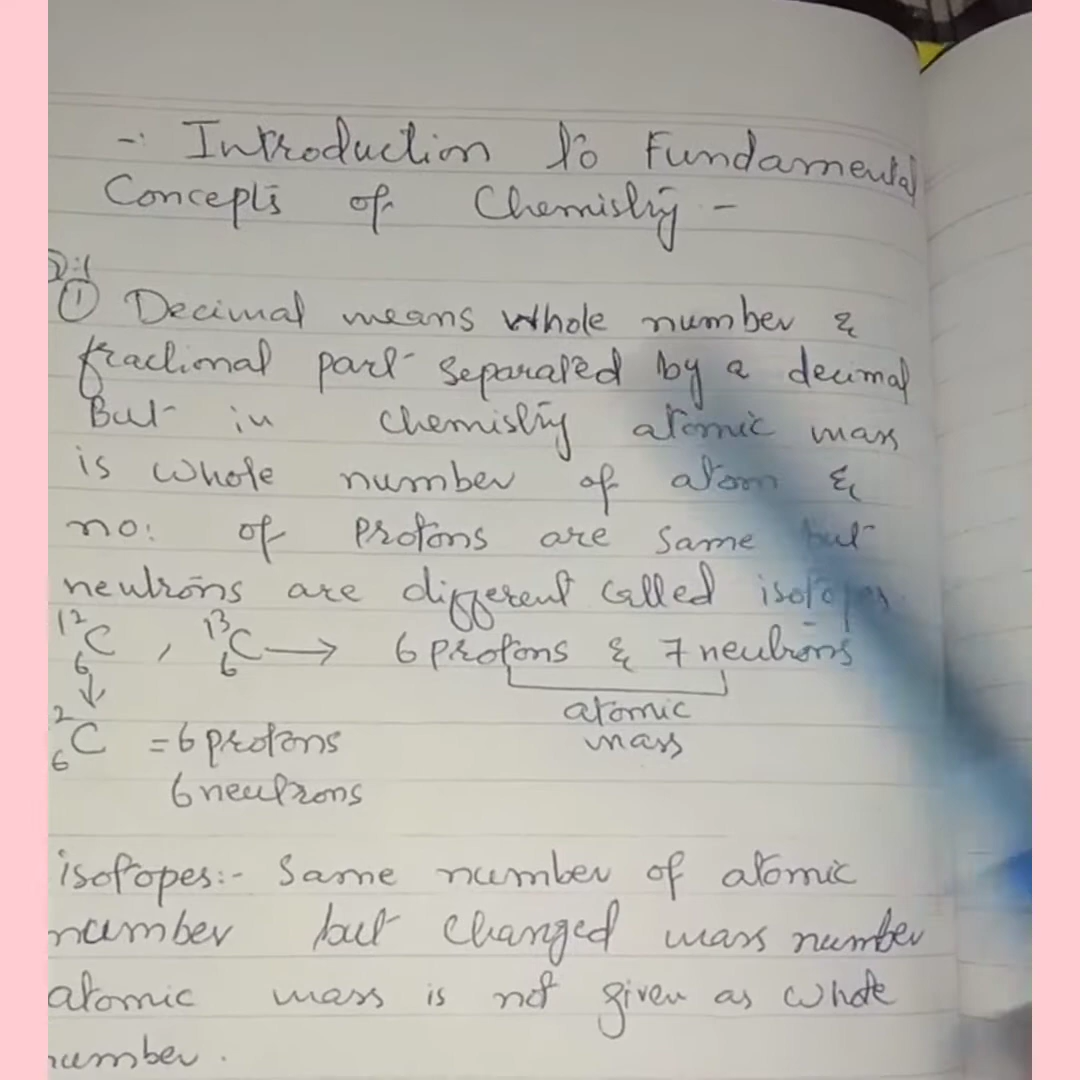 -: Introduction to Fundamental
Concepts of Chemistry -
①  Decimal means whole number &
fractional part separated by a decimal
But in chemistry atomic mass
is whole number of atom &
no: of protons are same but
neutrons are different called isotopes
12 6 C , 13 6 C → 6 protons & 7 neutrons
atomic
mass
2 6 C = 6 protons
6 neutrons
isotopes:- Same number of atomic
number but changed mass number
atomic mass is not given as whole
number.